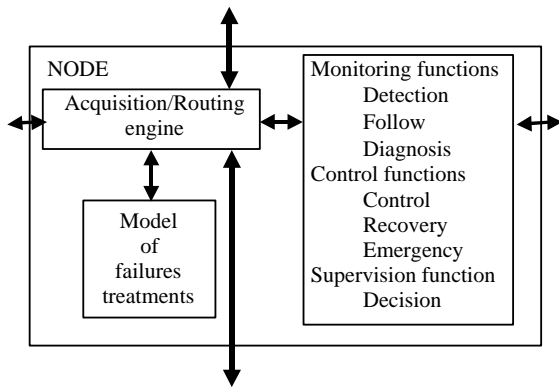 NODE
Acquisition/Routing
engine
Model
of
failures
treatments
Monitoring functions
Detection
Follow
Diagnosis
Control functions
Control
Recovery
Emergency
Supervision function
Decision